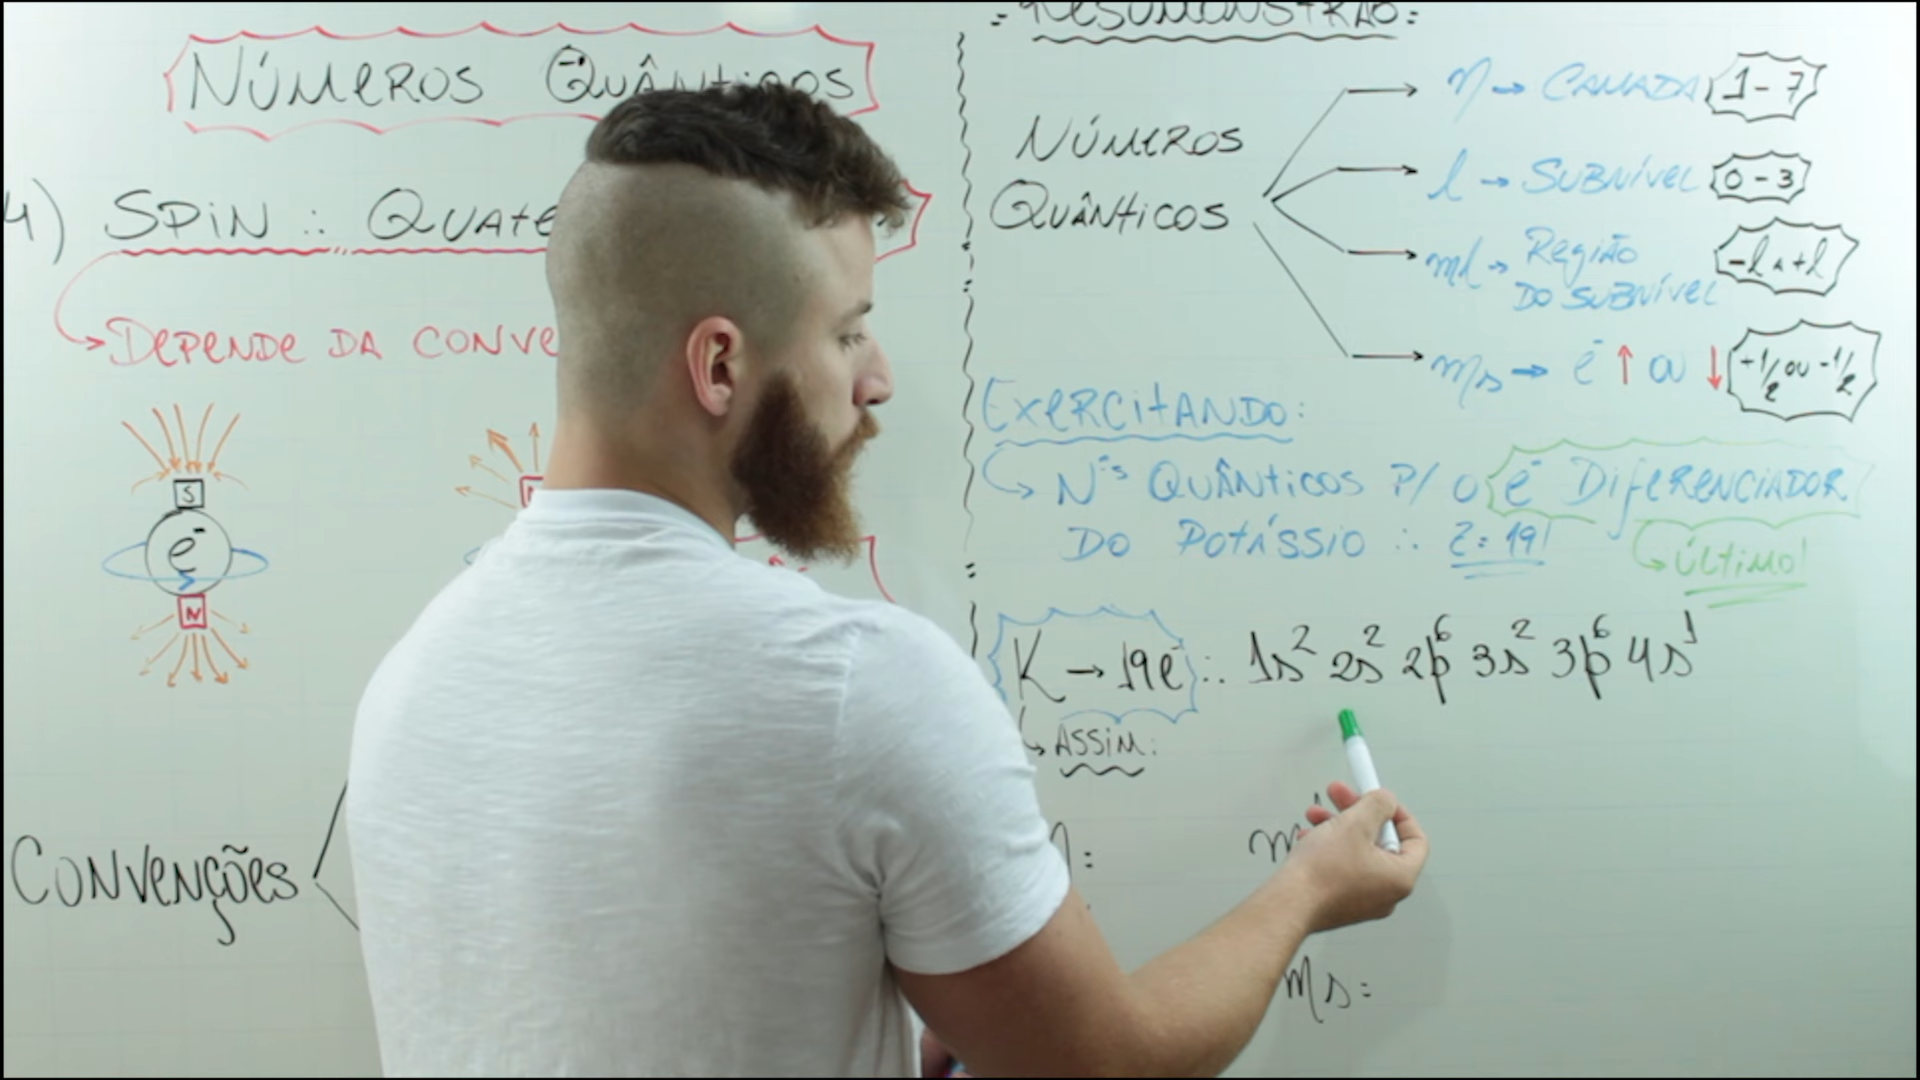 NÚMEROS QUÂNTICOS
4) SPIN ∴ QUATE
DEPENDE DA CONVE
S
e⁻
N
CONVENÇÕES
= RESUMONSTRÃO:
NÚMEROS QUÂNTICOS
n → CAMADA 1 - 7
l → SUBNÍVEL 0 - 3
ml → REGIÃO DO SUBNÍVEL -l a +l
ms → e⁻ ↑ OU ↓ +1/2 ou -1/2
EXERCITANDO:
↳ Nºs QUÂNTICOS P/ O e⁻ DIFERENCIADOR
DO POTÁSSIO ∴ Z = 19!
↳ ÚLTIMO!
K → 19e⁻ ∴ 1s² 2s² 2p⁶ 3s² 3p⁶ 4s¹
↳ ASSIM:
ms: